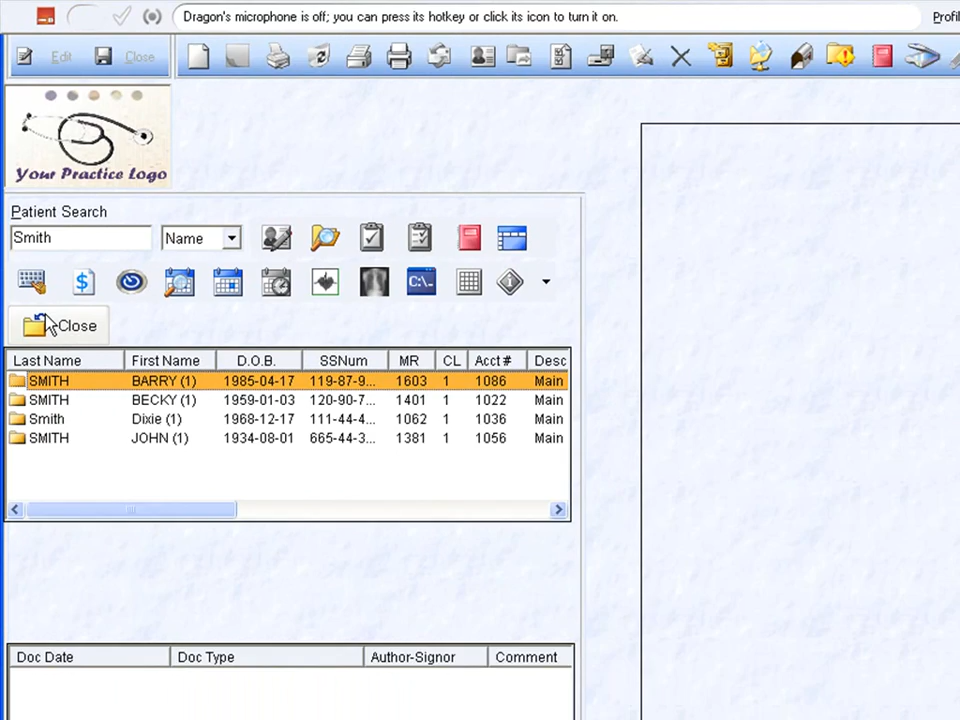 Dragon's microphone is off; you can press its hotkey or click its icon to turn it on.
Profil
Edit Close
Your Practice Logo
Patient Search
Smith Name
C:\_
Close
Last Name First Name D.O.B. SSNum MR CL Acct # Desc
SMITH BARRY (1) 1985-04-17 119-87-9... 1603 1 1086 Main
SMITH BECKY (1) 1959-01-03 120-90-7... 1401 1 1022 Main
Smith Dixie (1) 1968-12-17 111-44-4... 1062 1 1036 Main
SMITH JOHN (1) 1934-08-01 665-44-3... 1381 1 1056 Main
Doc Date Doc Type Author-Signor Comment